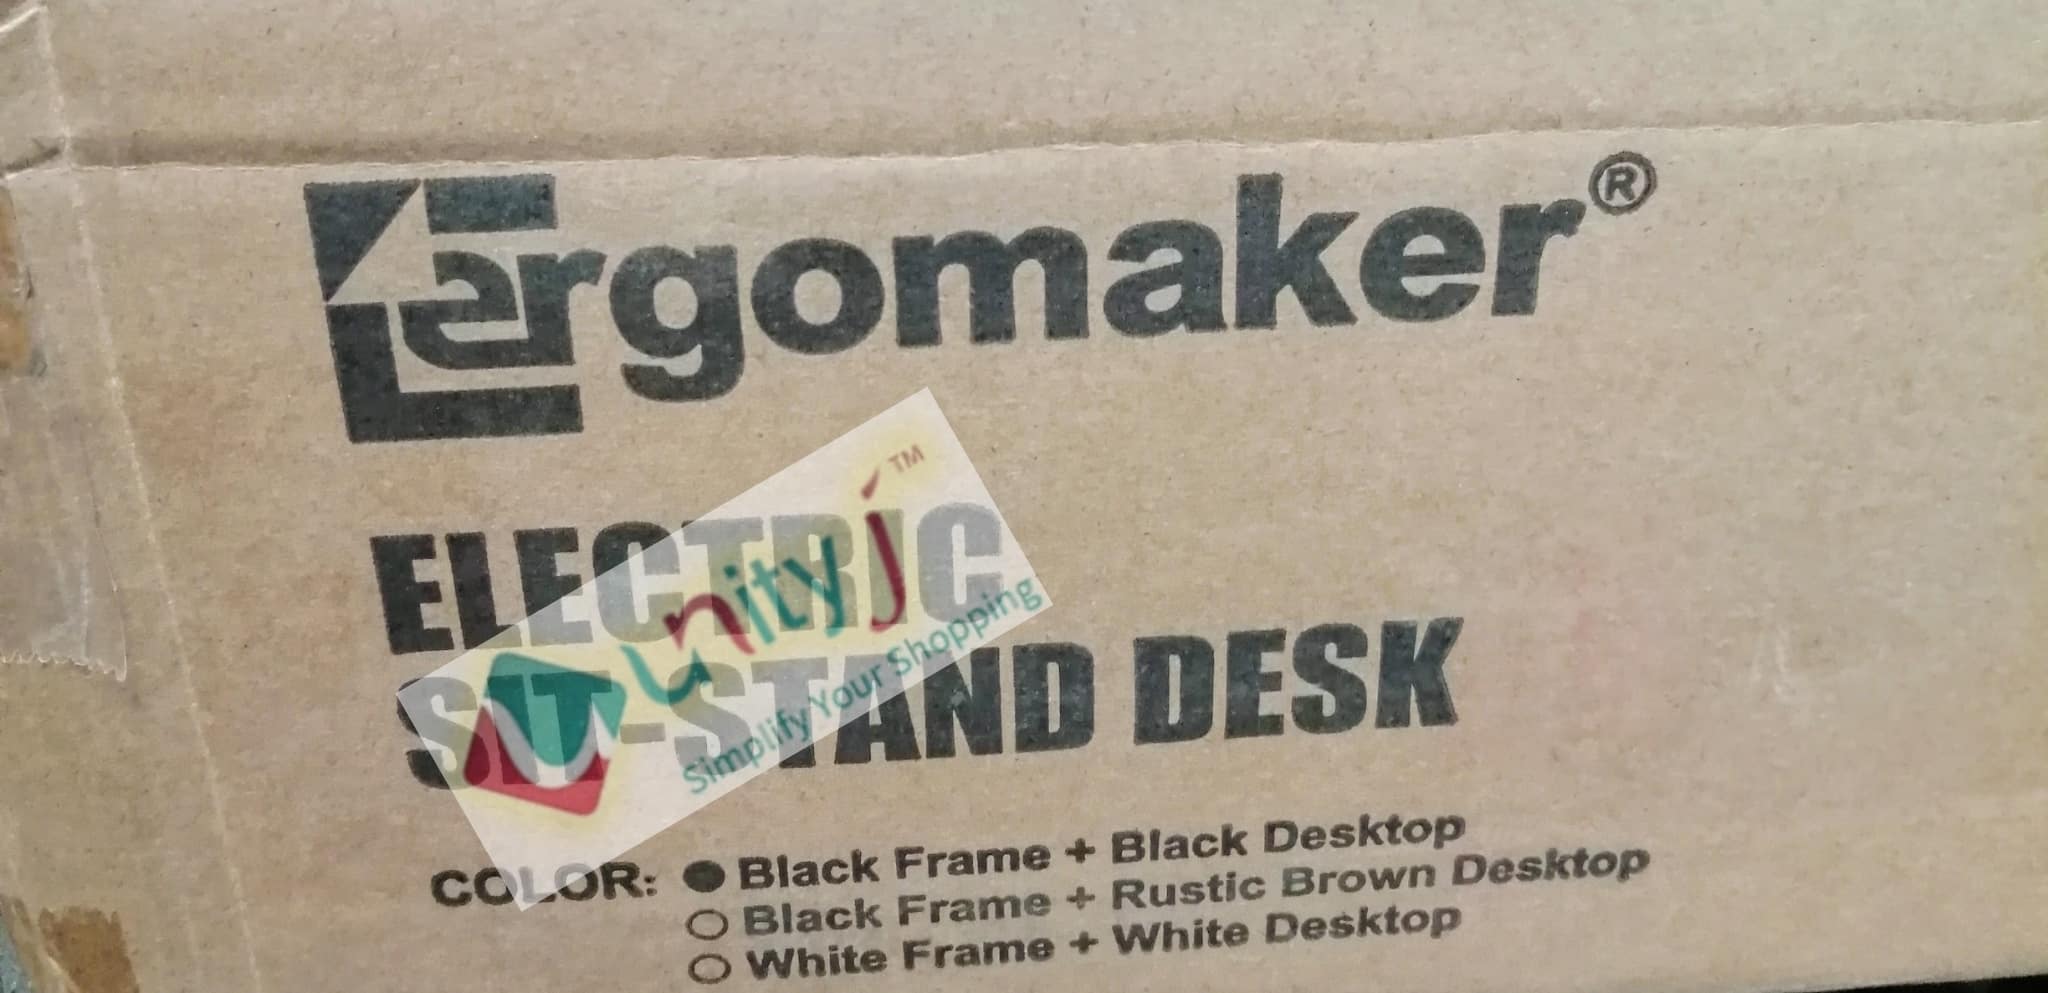 Ergomaker®
ELECTRIC
SIT-STAND DESK
UnityJ™
Simplify Your Shopping
COLOR: ● Black Frame + Black Desktop
○ Black Frame + Rustic Brown Desktop
○ White Frame + White Desktop